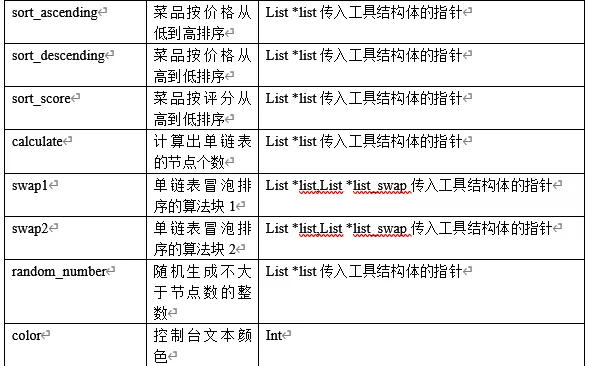 sort_ascending
菜品按价格从
低到高排序
List *list 传入工具结构体的指针
sort_descending
菜品按价格从
高到低排序
List *list 传入工具结构体的指针
sort_score
菜品按评分从
高到低排序
List *list 传入工具结构体的指针
calculate
计算出单链表
的节点个数
List *list 传入工具结构体的指针
swap1
单链表冒泡排
序的算法块 1
List *list,List *list_swap 传入工具结构体的指针
swap2
单链表冒泡排
序的算法块 2
List *list,List *list_swap 传入工具结构体的指针
random_number
随机生成不大
于节点数的整
数
List *list 传入工具结构体的指针
color
控制台文本颜
色
Int